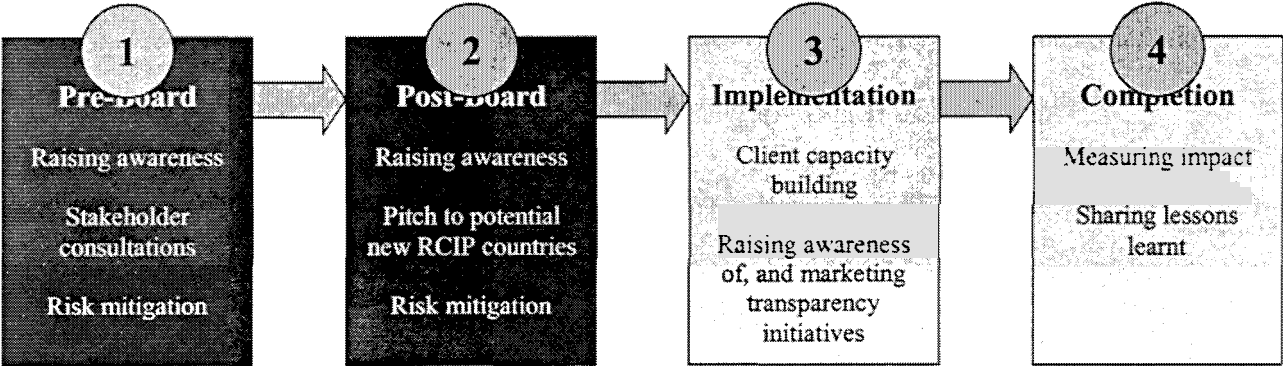 1
Pre-Board
Raising awareness
Stakeholder
consultations
Risk mitigation
2
Post-Board
Raising awareness
Pitch to potential
new RCIP countries
Risk mitigation
3
Implementation
Client capacity
building
Raising awareness
of, and marketing
transparency
initiatives
4
Completion
Measuring impact
Sharing lessons
learnt